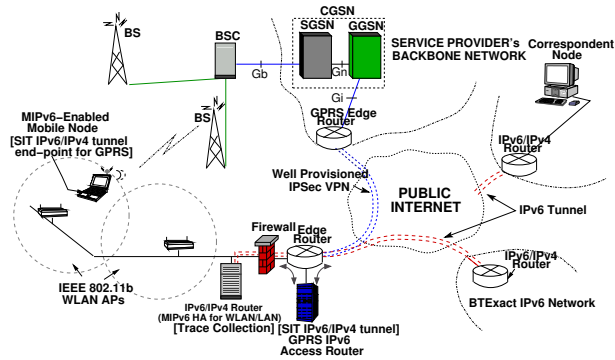 CGSN
SGSN
GGSN
BS
BSC
Gb
Gn
Gi
SERVICE PROVIDER's
BACKBONE NETWORK
Correspondent
Node
BS
GPRS Edge
Router
MIPv6-Enabled
Mobile Node
[SIT IPv6/IPv4 tunnel
end-point for GPRS]
IPv6/IPv4
Router
Well Provisioned
IPSec VPN
PUBLIC
INTERNET
IPv6 Tunnel
Firewall
Edge
Router
IPv6/IPv4
Router
IEEE 802.11b
WLAN APs
IPv6/IPv4 Router
(MIPv6 HA for WLAN/LAN)
[Trace Collection]
[SIT IPv6/IPv4 tunnel]
GPRS IPv6
Access Router
BTExact IPv6 Network